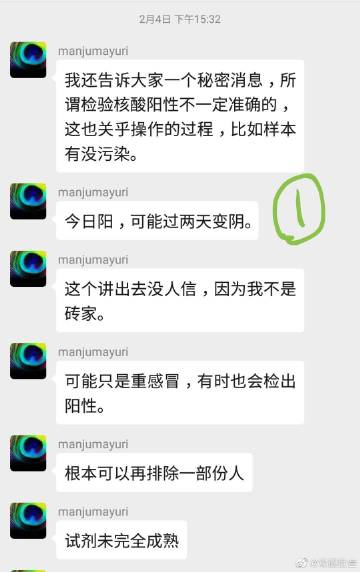 2月4日 下午15:32
manjumayuri
我还告诉大家一个秘密消息，所
谓检验核酸阳性不一定准确的，
这也关乎操作的过程，比如样本
有没污染。
manjumayuri
今日阳，可能过两天变阴。
1
manjumayuri
这个讲出去没人信，因为我不是
砖家。
manjumayuri
可能只是重感冒，有时也会检出
阳性。
manjumayuri
根本可以再排除一部份人
manjumayuri
试剂未完全成熟